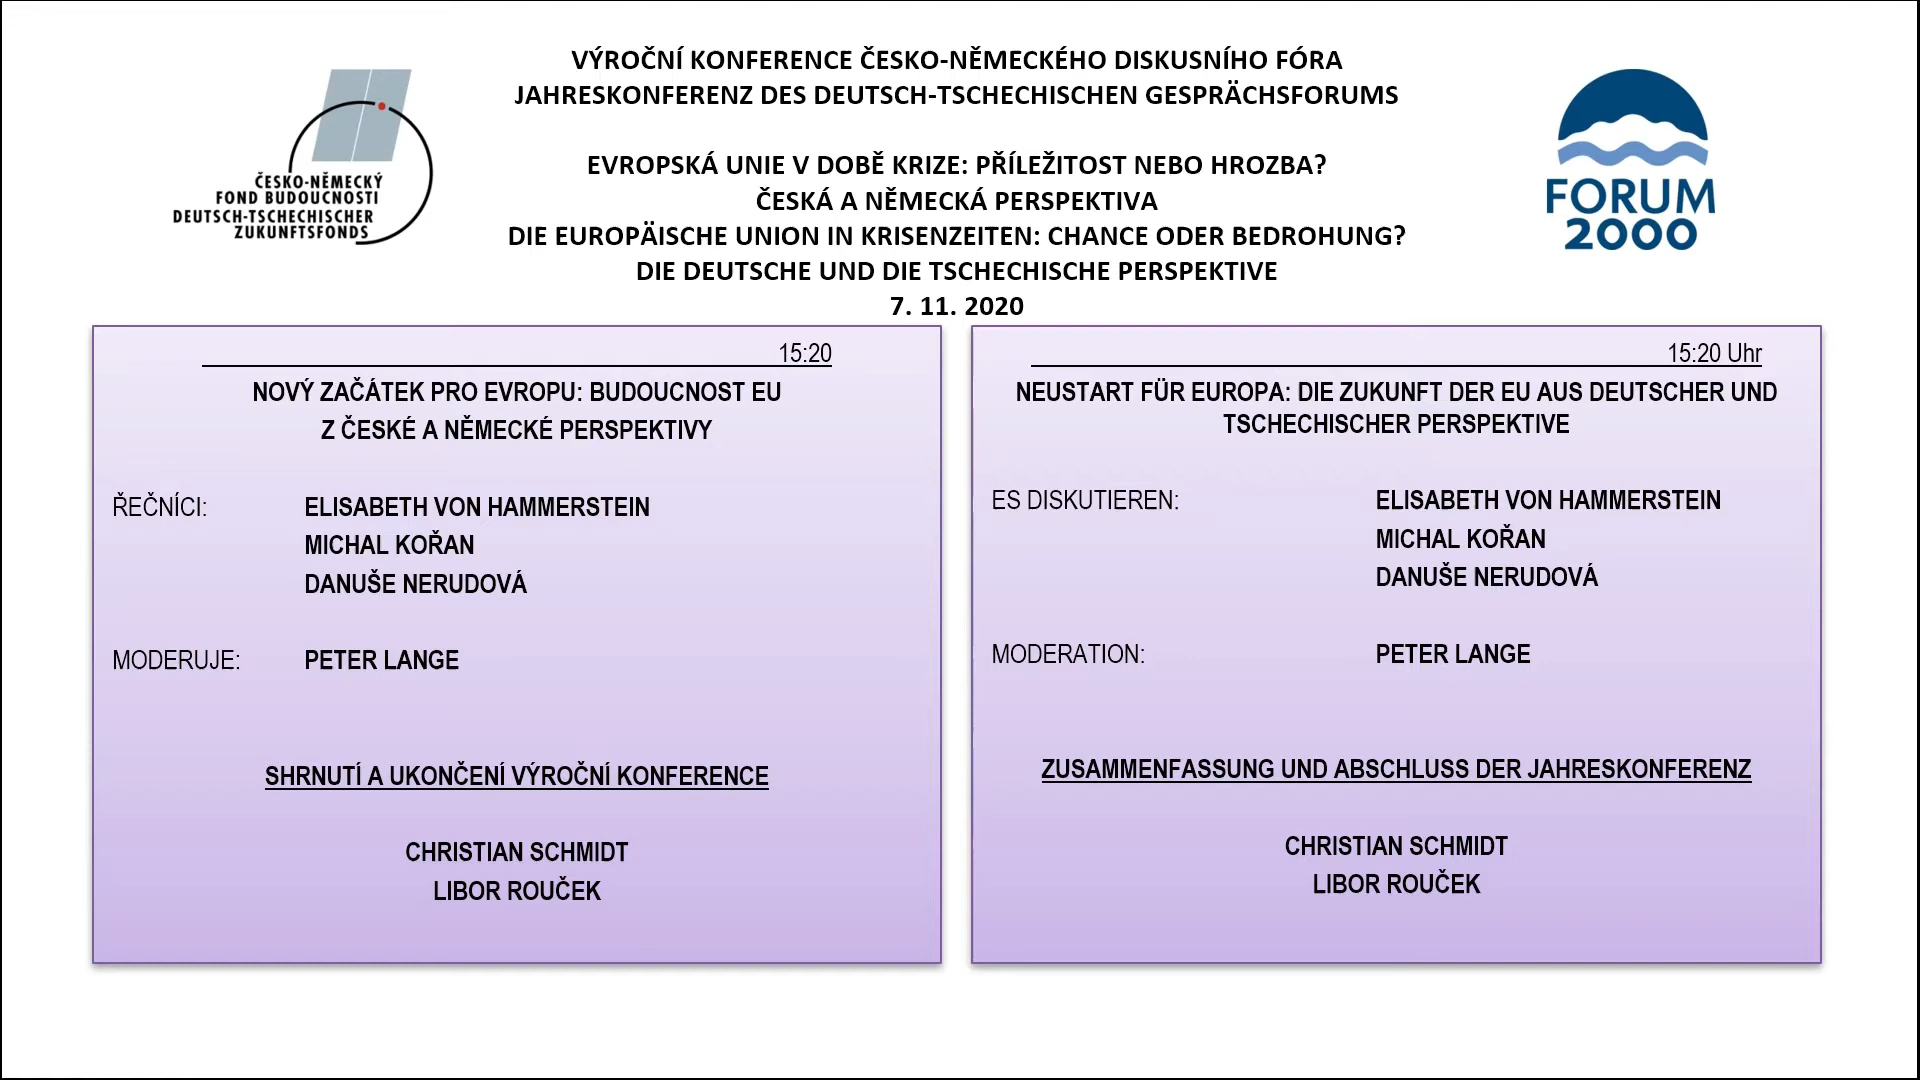 VÝROČNÍ KONFERENCE ČESKO-NĚMECKÉHO DISKUSNÍHO FÓRA
JAHRESKONFERENZ DES DEUTSCH-TSCHECHISCHEN GESPRÄCHSFORUMS
EVROPSKÁ UNIE V DOBĚ KRIZE: PŘÍLEŽITOST NEBO HROZBA?
ČESKÁ A NĚMECKÁ PERSPEKTIVA
DIE EUROPÄISCHE UNION IN KRISENZEITEN: CHANCE ODER BEDROHUNG?
DIE DEUTSCHE UND DIE TSCHECHISCHE PERSPEKTIVE
7. 11. 2020
ČESKO-NĚMECKÝ
FOND BUDOUCNOSTI
DEUTSCH-TSCHECHISCHER
ZUKUNFTSFONDS
FORUM
2000
15:20
NOVÝ ZAČÁTEK PRO EVROPU: BUDOUCNOST EU
Z ČESKÉ A NĚMECKÉ PERSPEKTIVY
ŘEČNÍCI: ELISABETH VON HAMMERSTEIN
MICHAL KOŘAN
DANUŠE NERUDOVÁ
MODERUJE: PETER LANGE
SHRNUTÍ A UKONČENÍ VÝROČNÍ KONFERENCE
CHRISTIAN SCHMIDT
LIBOR ROUČEK
15:20 Uhr
NEUSTART FÜR EUROPA: DIE ZUKUNFT DER EU AUS DEUTSCHER UND
TSCHECHISCHER PERSPEKTIVE
ES DISKUTIEREN: ELISABETH VON HAMMERSTEIN
MICHAL KOŘAN
DANUŠE NERUDOVÁ
MODERATION: PETER LANGE
ZUSAMMENFASSUNG UND ABSCHLUSS DER JAHRESKONFERENZ
CHRISTIAN SCHMIDT
LIBOR ROUČEK